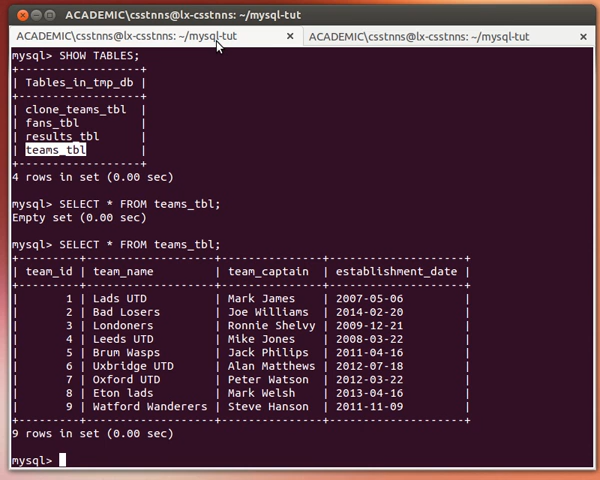 ACADEMIC\csstnns@lx-csstnns: ~/mysql-tut
ACADEMIC\csstnns@lx-csstnns: ~/mysql-tut ACADEMIC\csstnns@lx-csstnns: ~/mysql-tut
mysql> SHOW TABLES;
+------------------+
| Tables_in_tmp_db |
+------------------+
| clone_teams_tbl  |
| fans_tbl         |
| results_tbl      |
| teams_tbl        |
+------------------+
4 rows in set (0.00 sec)
mysql> SELECT * FROM teams_tbl;
Empty set (0.00 sec)
mysql> SELECT * FROM teams_tbl;
+---------+-------------------+---------------+--------------------+
| team_id | team_name         | team_captain  | establishment_date |
+---------+-------------------+---------------+--------------------+
|       1 | Lads UTD          | Mark James    | 2007-05-06         |
|       2 | Bad Losers        | Joe Williams  | 2014-02-20         |
|       3 | Londoners         | Ronnie Shelvy | 2009-12-21         |
|       4 | Leeds UTD         | Mike Jones    | 2008-03-22         |
|       5 | Brum Wasps        | Jack Philips  | 2011-04-16         |
|       6 | Uxbridge UTD      | Alan Matthews | 2012-07-18         |
|       7 | Oxford UTD        | Peter Watson  | 2012-03-22         |
|       8 | Eton lads         | Mark Welsh    | 2013-04-16         |
|       9 | Watford Wanderers | Steve Hanson  | 2011-11-09         |
+---------+-------------------+---------------+--------------------+
9 rows in set (0.00 sec)
mysql>